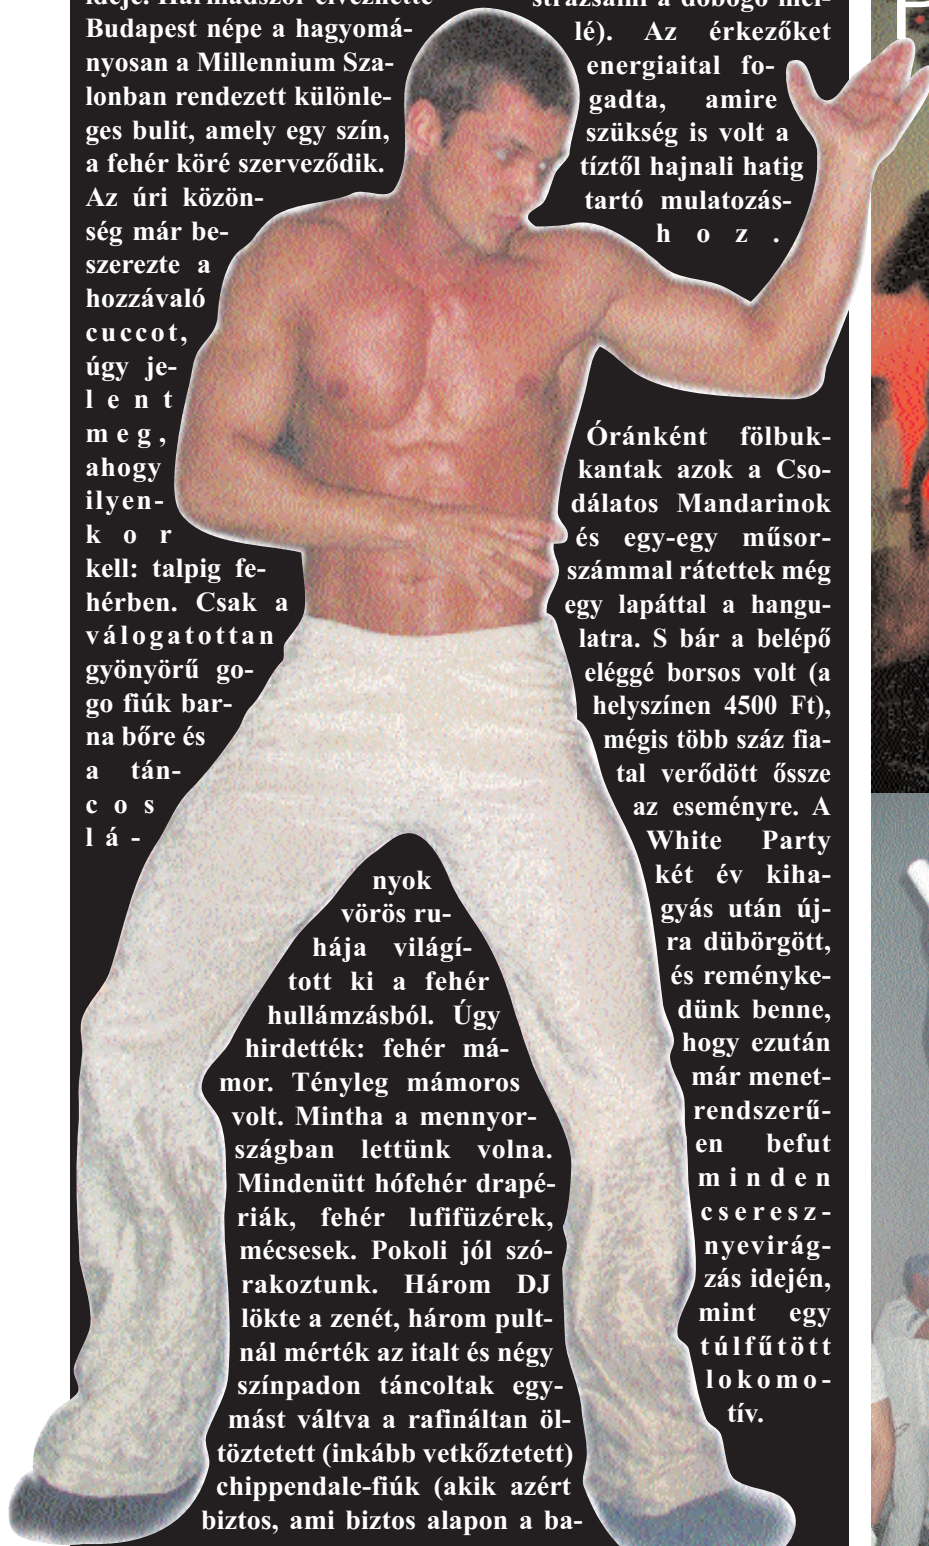 ideje. Harmadszor élvezhette
Budapest népe a hagyomá-
nyosan a Millennium Sza-
lonban rendezett különle-
ges bulit, amely egy szín,
a fehér köré szerveződik.
Az úri közön-
ség már be-
szerezte a
hozzávaló
cuccot,
úgy je-
lent
meg,
ahogy
ilyen-
kor
kell: talpig fe-
hérben. Csak a
válogatottan
gyönyörű go-
go fiúk bar-
na bőre és
a tán-
cos
lá-
nyok
vörös ru-
hája világí-
tott ki a fehér
hullámzásból. Úgy
hirdették: fehér má-
mor. Tényleg mámoros
volt. Mintha a mennyor-
szágban lettünk volna.
Mindenütt hófehér drapé-
riák, fehér lufifüzérek,
mécsesek. Pokoli jól szó-
rakoztunk. Három DJ
lökte a zenét, három pult-
nál mérték az italt és négy
színpadon táncoltak egy-
mást váltva a rafináltan öl-
töztetett (inkább vetkőztetett)
chippendale-fiúk (akik azért
biztos, ami biztos alapon a ba-
strázsálni a dobogó mel-
lé). Az érkezőket
energiaital fo-
gadta, amire
szükség is volt a
tíztől hajnali hatig
tartó mulatozás-
hoz.
Óránként fölbuk-
kantak azok a Cso-
dálatos Mandarinok
és egy-egy műsor-
számmal rátettek még
egy lapáttal a hangu-
latra. S bár a belépő
eléggé borsos volt (a
helyszínen 4500 Ft),
mégis több száz fia-
tal verődött össze
az eseményre. A
White Party
két év kiha-
gyás után új-
ra dübörgött,
és reményke-
dünk benne,
hogy ezután
már menet-
rendszerű-
en befut
minden
cseresz-
nyevirág-
zás idején,
mint egy
túlfűtött
lokomo-
tív.